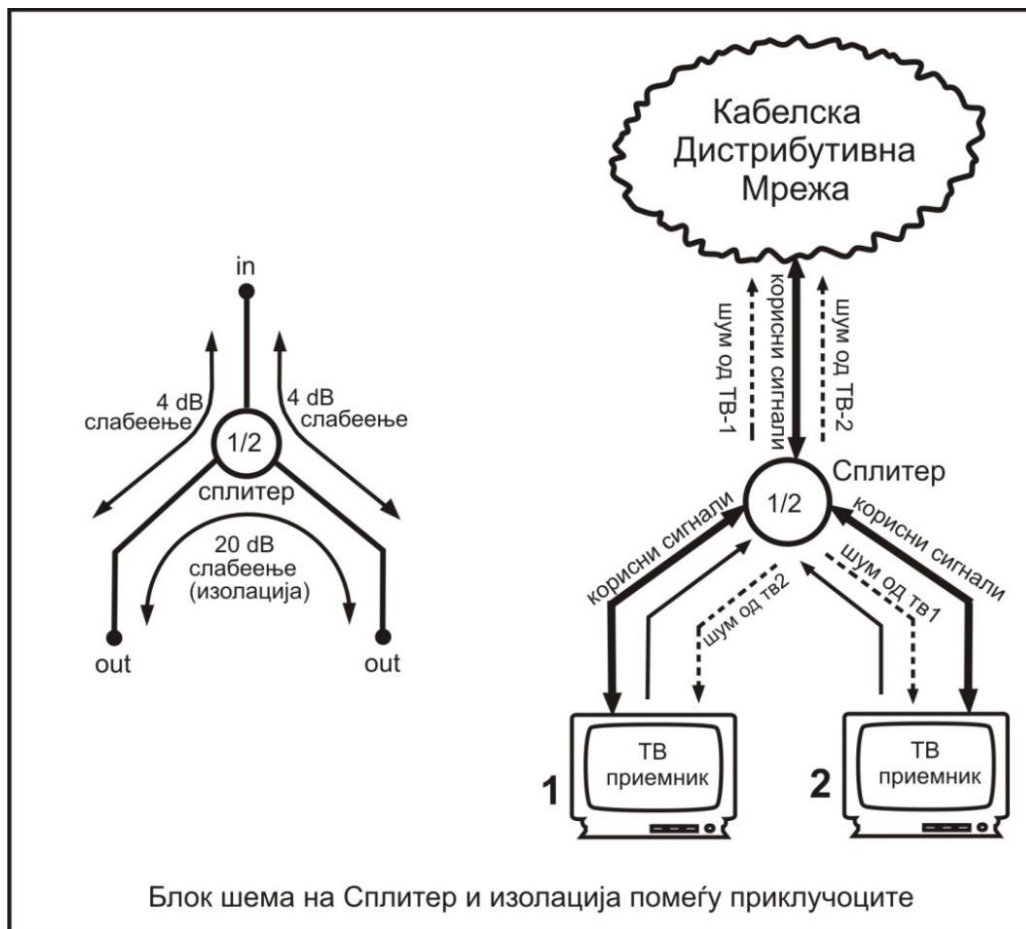 in
4 dB
слабеење
4 dB
слабеење
1/2
сплитер
20 dB
слабеење
(изолација)
out
out
Кабелска
Дистрибутивна
Мрежа
шум од ТВ-1
корисни сигнали
шум од ТВ-2
Сплитер
1/2
корисни сигнали
корисни сигнали
шум од тв2
шум од тв1
1
ТВ
приемник
2
ТВ
приемник
Блок шема на Сплитер и изолација помеѓу приклучоците